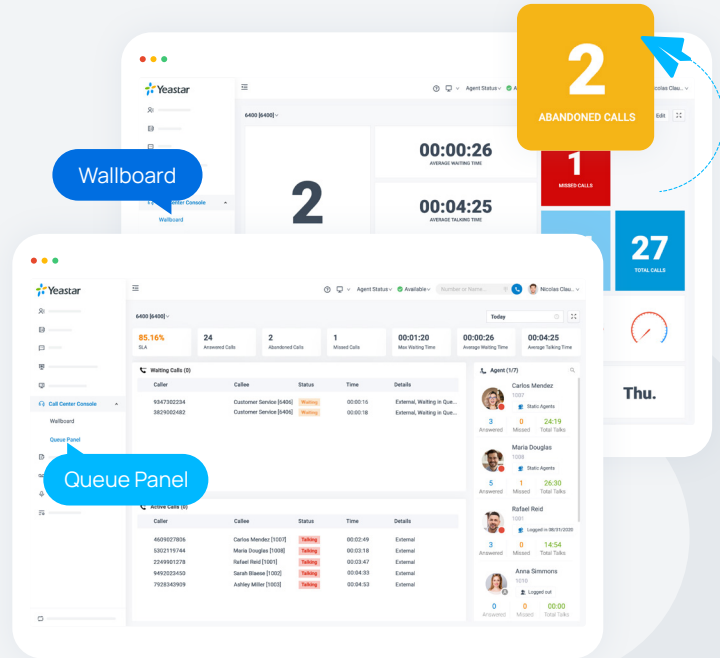 2
ABANDONED CALLS
Yeastar
Agent Status
Edit
6400 [6400]
Wallboard
Wallboard
2
00:00:26
AVERAGE WAITING TIME
00:04:25
AVERAGE TALKING TIME
1
MISSED CALLS
27
TOTAL CALLS
Thu.
Yeastar
Agent Status
Available
Number or Name...
Nicolas Clau...
6400 [6400]
Today
85.16%
SLA
24
Answered Calls
2
Abandoned Calls
1
Missed Calls
00:01:20
Max Waiting Time
00:00:26
Average Waiting Time
00:04:25
Average Talking Time
Call Center Console
Wallboard
Queue Panel
Queue Panel
Waiting Calls (0)
Caller Callee Status Time Details
9347302234 Customer Service [6406] Waiting 00:00:16 External, Waiting in Que...
3829002482 Customer Service [6406] Waiting 00:00:18 External, Waiting in Que...
Active Calls (0)
Caller Callee Status Time Details
4609027806 Carlos Mendez [1007] Talking 00:02:49 External
5302119744 Maria Douglas [1008] Talking 00:03:18 External
2249901278 Rafael Reid [1001] Talking 00:03:47 External
9492023450 Sarah Blaese [1002] Talking 00:04:33 External
7928340909 Ashley Miller [1003] Talking 00:04:53 External
Agent (1/7)
Carlos Mendez
1007
Static Agents
3 0 24:19
Answered Missed Total Talks
Maria Douglas
1008
Static Agents
5 1 26:30
Answered Missed Total Talks
Rafael Reid
1001
Logged in 08/31/2020
3 0 14:54
Answered Missed Total Talks
Anna Simmons
1010
Logged out
0 0 00:00
Answered Missed Total Talks